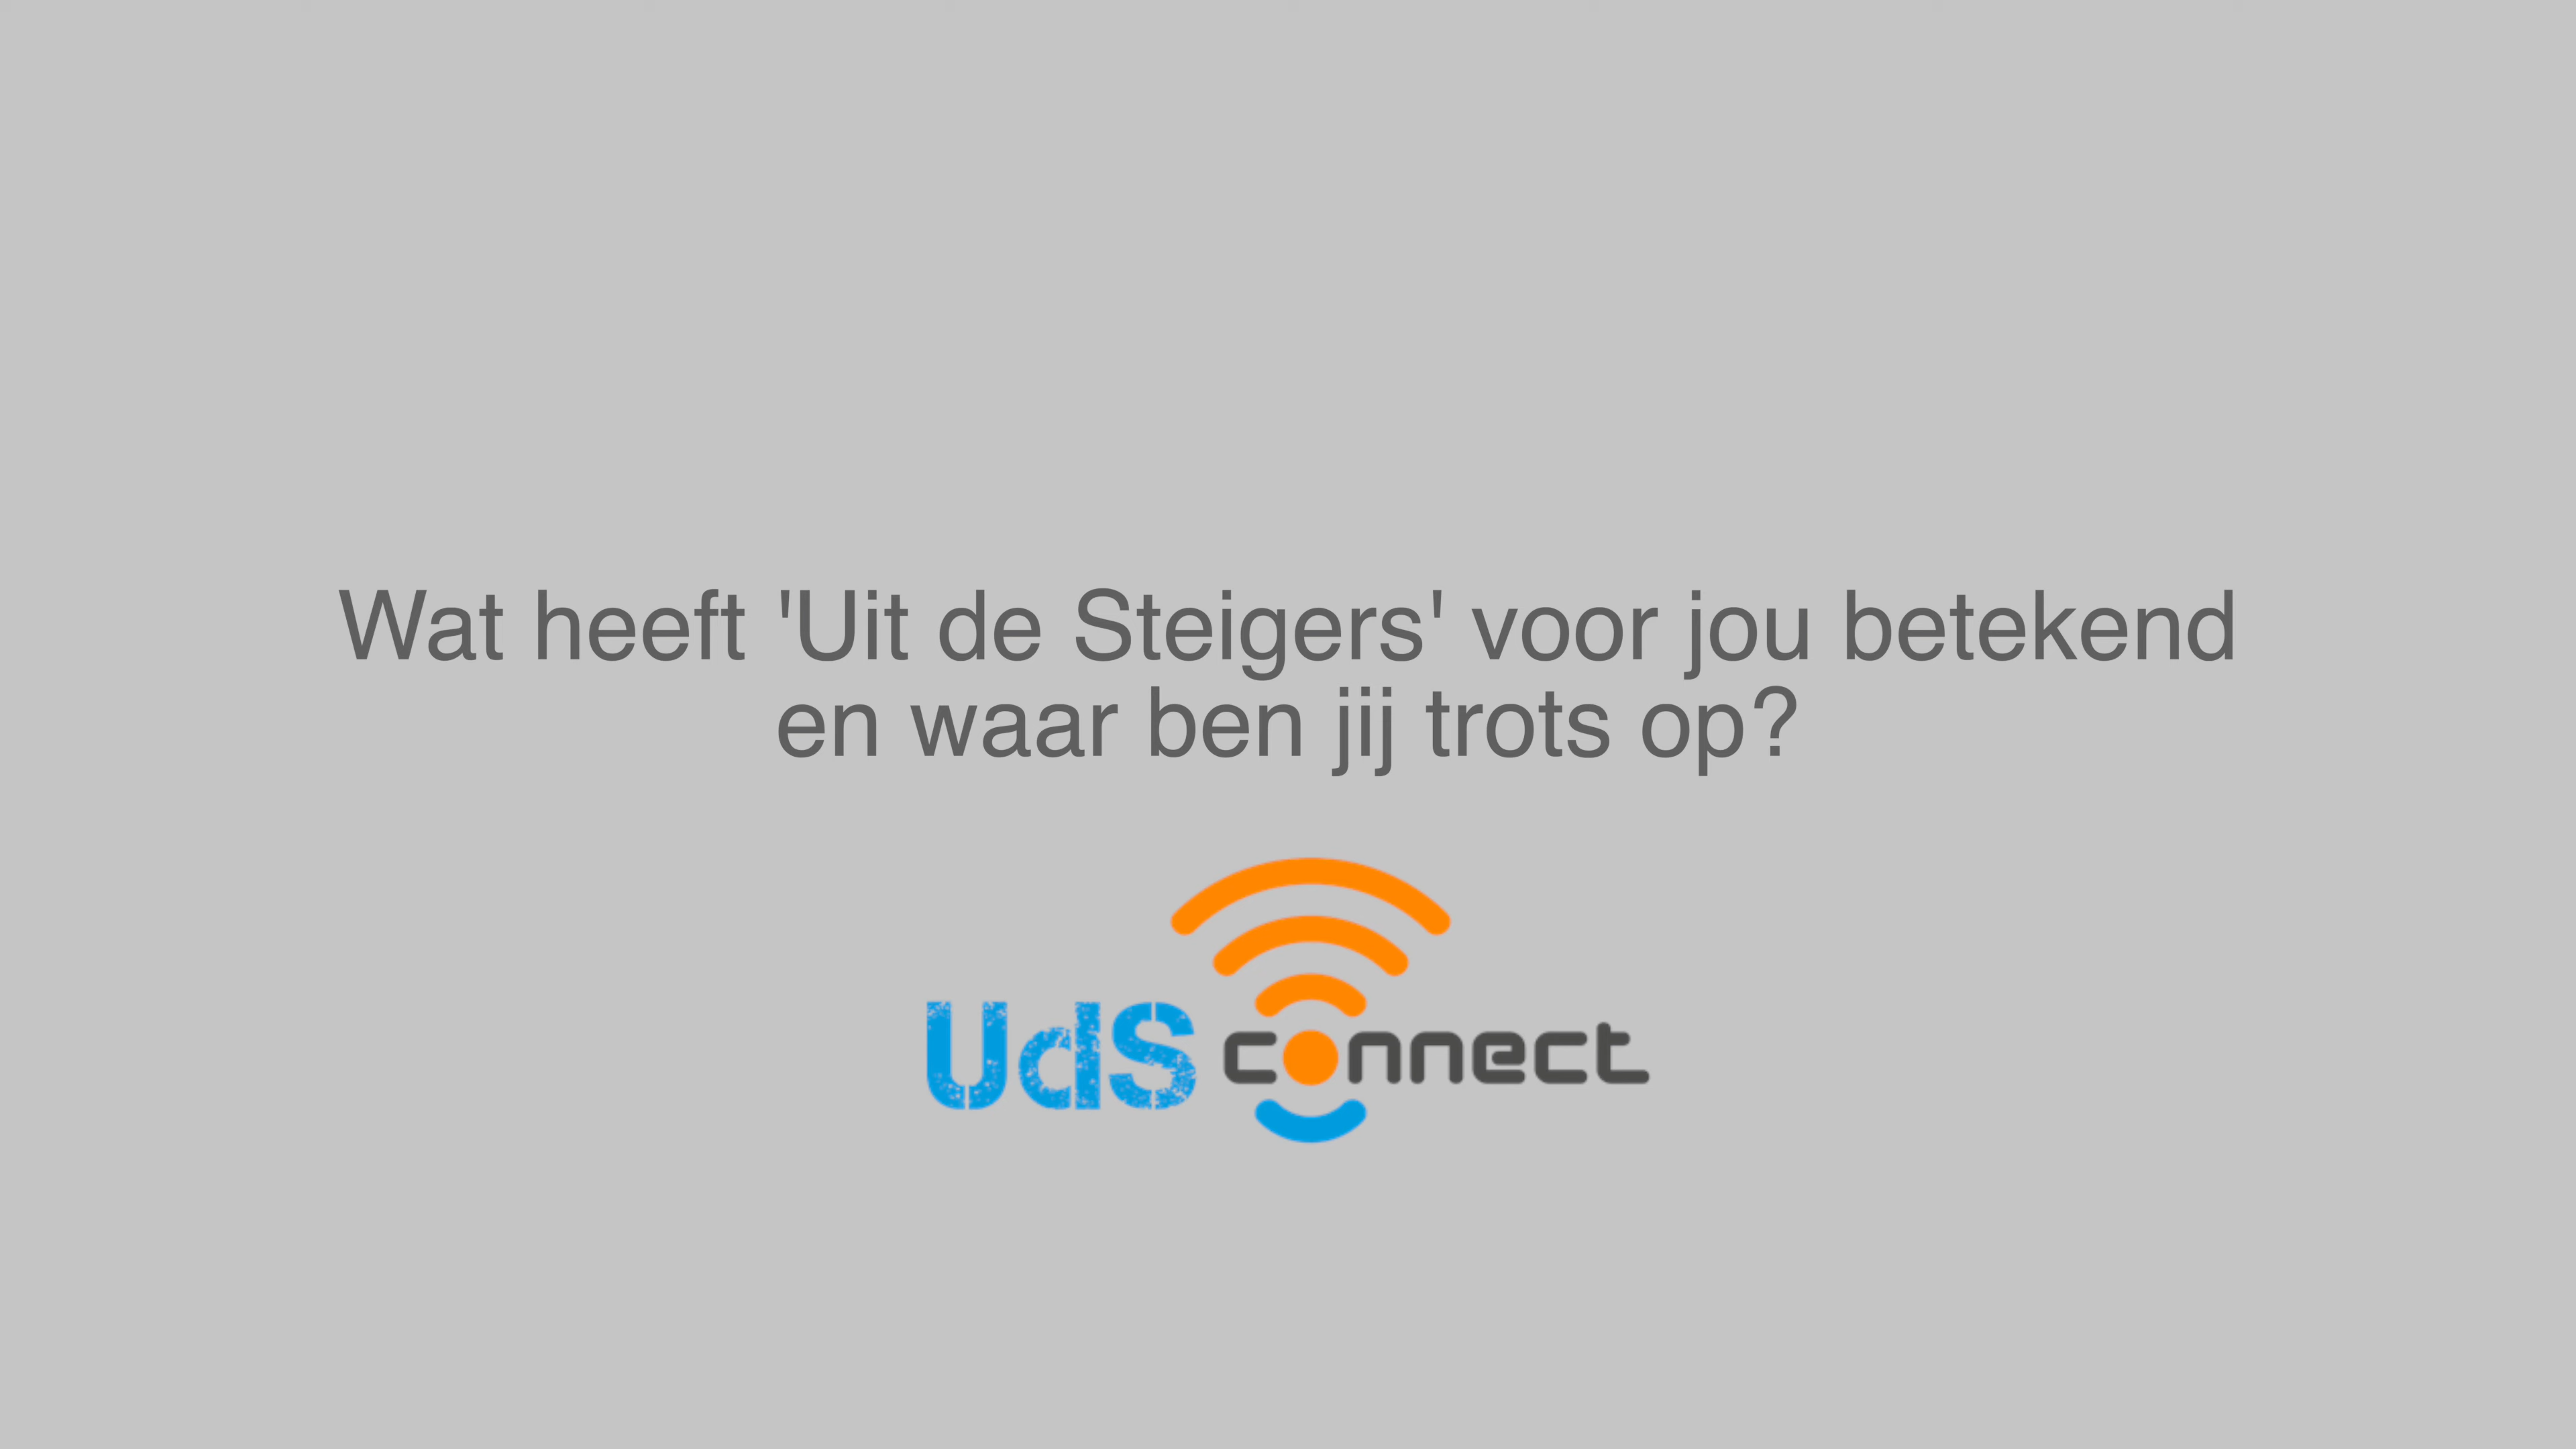 Wat heeft 'Uit de Steigers' voor jou betekend
en waar ben jij trots op?
UdS connect